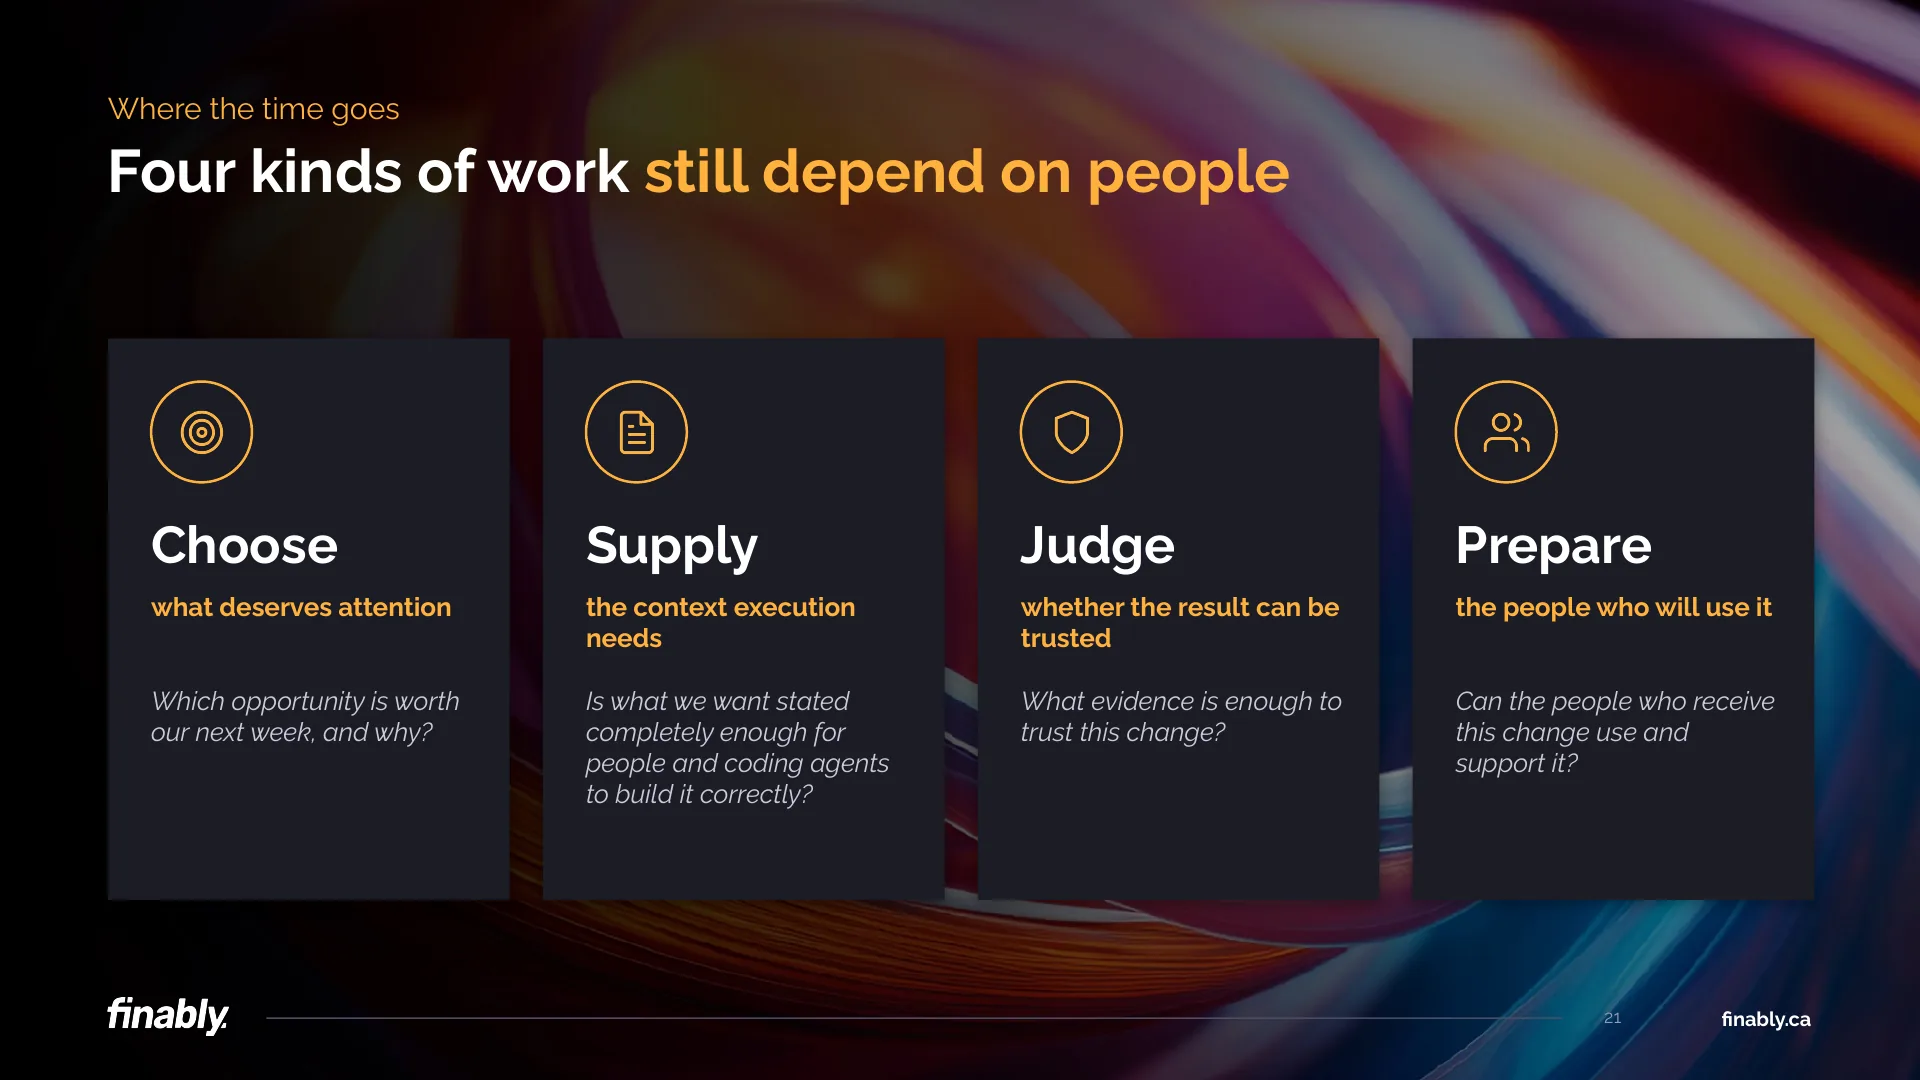 Where the time goes
Four kinds of work still depend on people
Choose
what deserves attention
Which opportunity is worth
our next week, and why?
Supply
the context execution
needs
Is what we want stated
completely enough for
people and coding agents
to build it correctly?
Judge
whether the result can be
trusted
What evidence is enough to
trust this change?
Prepare
the people who will use it
Can the people who receive
this change use and
support it?
finably.
21
finably.ca